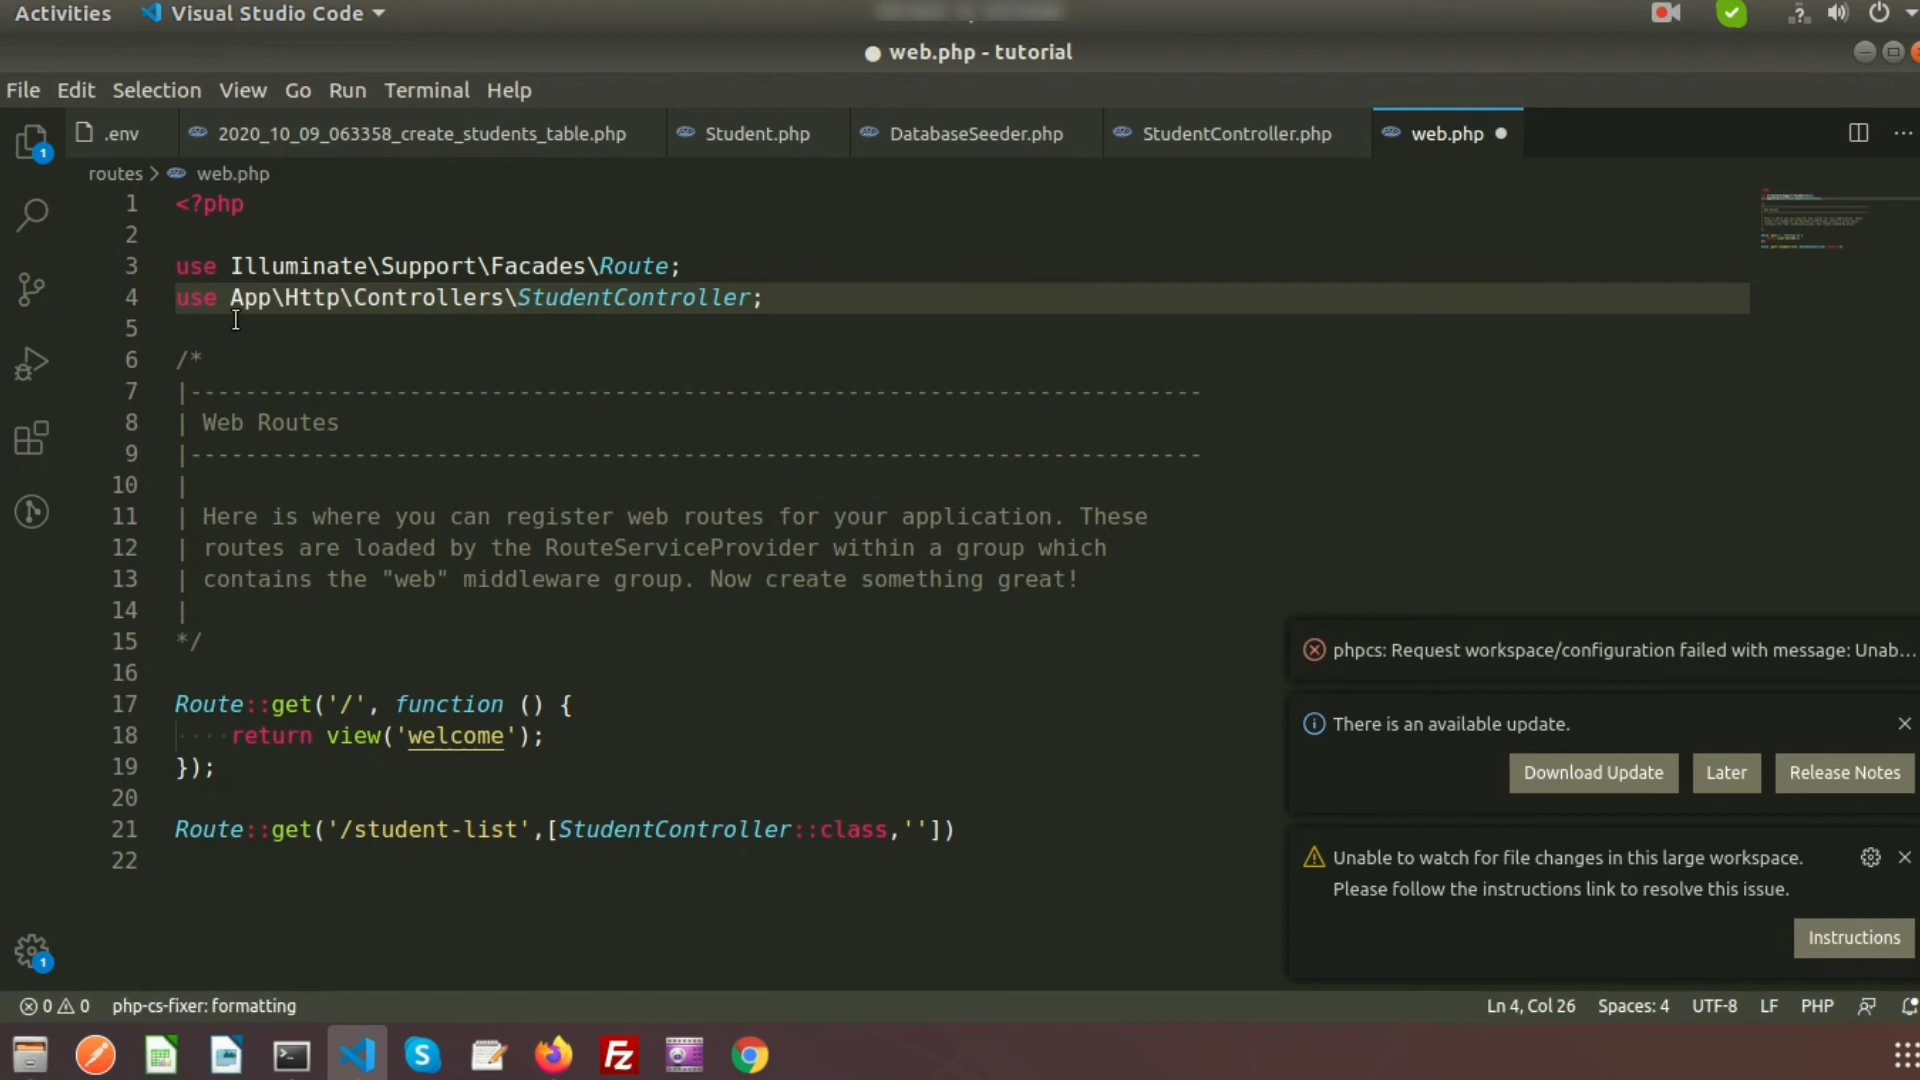 Activities Visual Studio Code
● web.php - tutorial
File Edit Selection View Go Run Terminal Help
.env 2020_10_09_063358_create_students_table.php Student.php DatabaseSeeder.php StudentController.php web.php ●
routes > web.php
1 <?php
2
3 use Illuminate\Support\Facades\Route;
4 use App\Http\Controllers\StudentController;
5
6 /*
7 |--------------------------------------------------------------------------
8 | Web Routes
9 |--------------------------------------------------------------------------
10 |
11 | Here is where you can register web routes for your application. These
12 | routes are loaded by the RouteServiceProvider within a group which
13 | contains the "web" middleware group. Now create something great!
14 |
15 */
16
17 Route::get('/', function () {
18 ····return view('welcome');
19 });
20
21 Route::get('/student-list',[StudentController::class,''])
22
phpcs: Request workspace/configuration failed with message: Unab...
There is an available update.
Download Update Later Release Notes
Unable to watch for file changes in this large workspace.
Please follow the instructions link to resolve this issue.
Instructions
1
1
0 0 php-cs-fixer: formatting Ln 4, Col 26 Spaces: 4 UTF-8 LF PHP